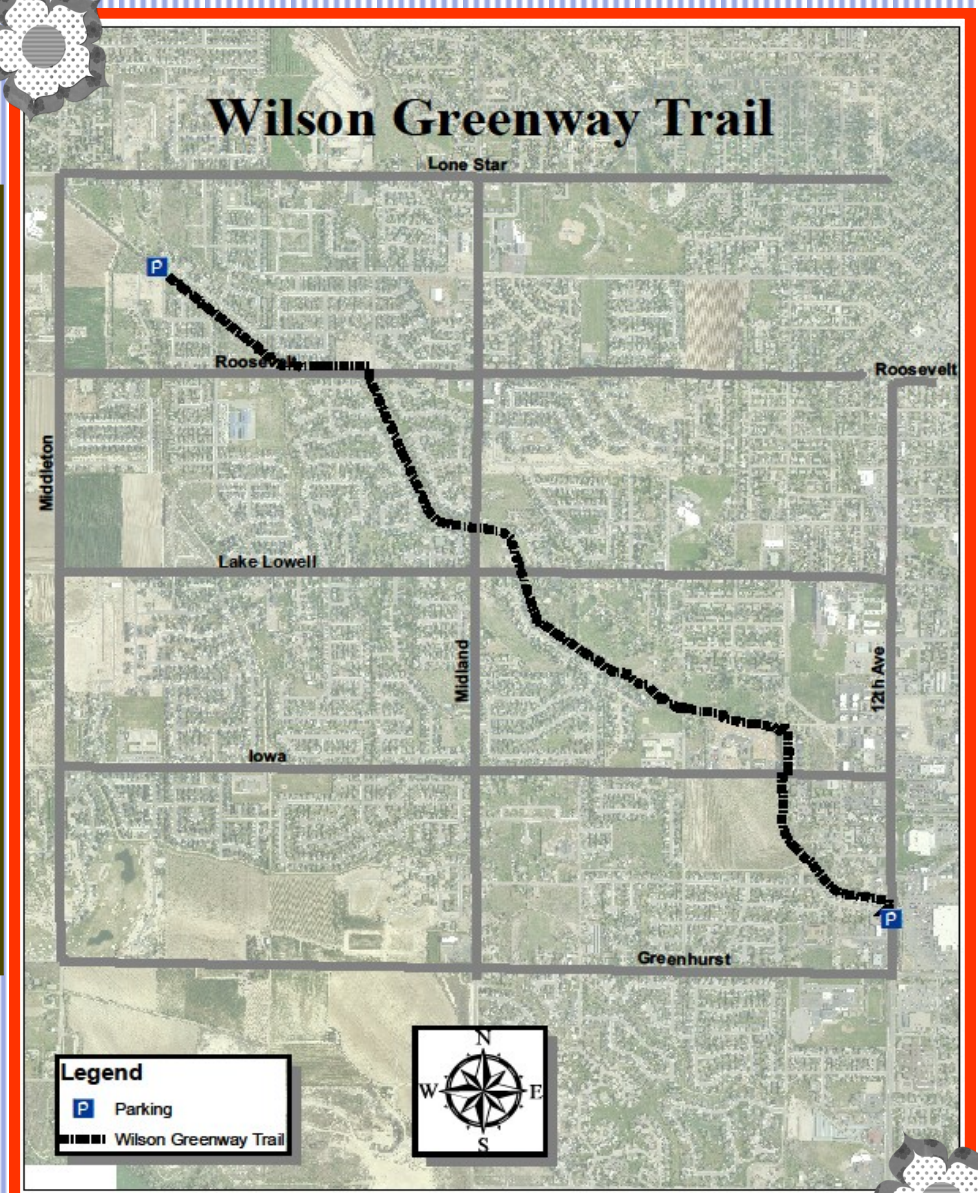 Wilson Greenway Trail
Lone Star
P
Roosevelt
Roosevelt
Middleton
Lake Lowell
Midland
12th Ave
Iowa
P
Greenhurst
N
W E
S
Legend
P Parking
Wilson Greenway Trail